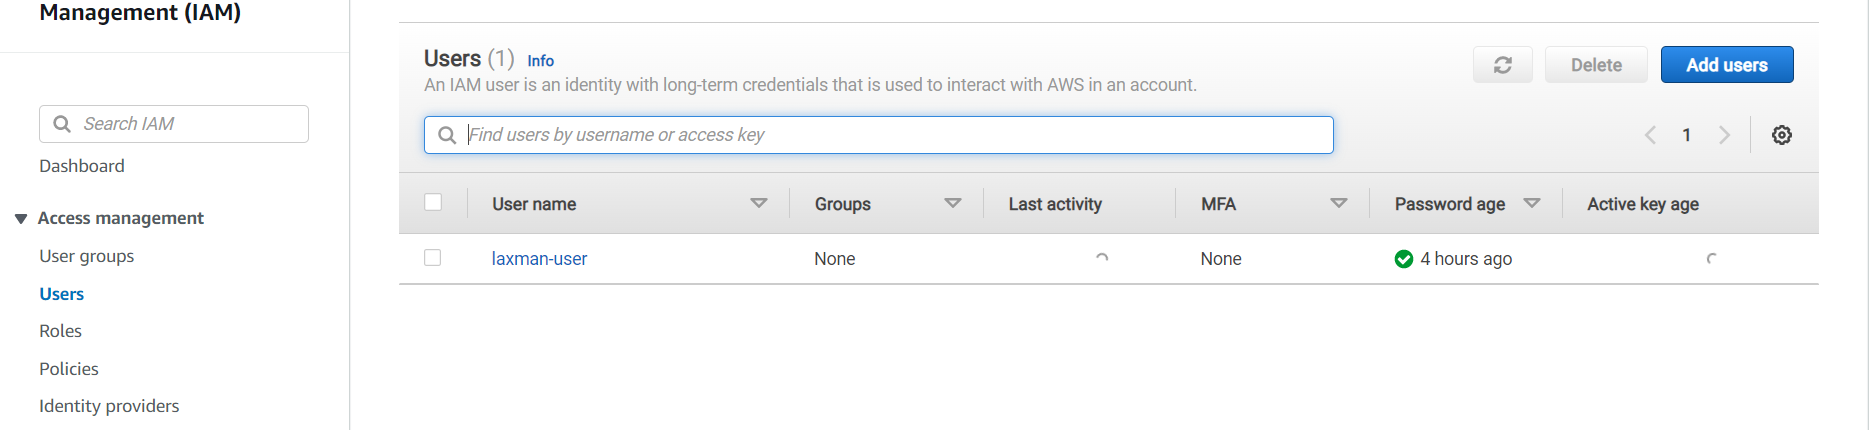 Management (IAM)
Search IAM
Dashboard
Access management
User groups
Users
Roles
Policies
Identity providers
Users (1) Info
An IAM user is an identity with long-term credentials that is used to interact with AWS in an account.
Delete
Add users
Find users by username or access key
1
User name Groups Last activity MFA Password age Active key age
laxman-user None None 4 hours ago